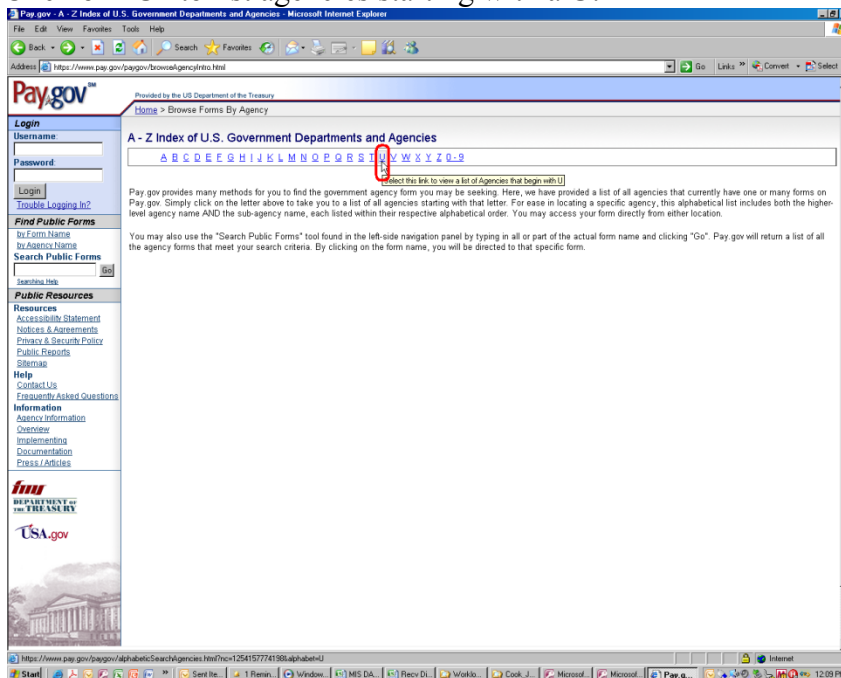 Pay.gov - A - Z Index of U.S. Government Departments and Agencies - Microsoft Internet Explorer
File Edit View Favorites Tools Help
Back Search Favorites
Address https://www.pay.gov/paygov/browseAgencyIntro.html Go Links » Convert Select
Pay.gov SM
Provided by the US Department of the Treasury
Home > Browse Forms By Agency
Login
Username:
Password:
Login
Trouble Logging In?
Find Public Forms
by Form Name
by Agency Name
Search Public Forms
Go
Searching Help
Public Resources
Resources
Accessibility Statement
Notices & Agreements
Privacy & Security Policy
Public Reports
Sitemap
Help
Contact Us
Frequently Asked Questions
Information
Agency Information
Overview
Implementing
Documentation
Press / Articles
fms
DEPARTMENT OF
THE TREASURY
USA.gov
A - Z Index of U.S. Government Departments and Agencies
A B C D E F G H I J K L M N O P Q R S T U V W X Y Z 0 - 9
Select this link to view a list of Agencies that begin with U
Pay.gov provides many methods for you to find the government agency form you may be seeking. Here, we have provided a list of all agencies that currently have one or many forms on
Pay.gov. Simply click on the letter above to take you to a list of all agencies starting with that letter. For ease in locating a specific agency, this alphabetical list includes both the higher-
level agency name AND the sub-agency name, each listed within their respective alphabetical order. You may access your form directly from either location.
You may also use the "Search Public Forms" tool found in the left-side navigation panel by typing in all or part of the actual form name and clicking "Go". Pay.gov will return a list of all
the agency forms that meet your search criteria. By clicking on the form name, you will be directed to that specific form.
https://www.pay.gov/paygov/alphabeticSearchAgencies.html?nc=1254157774198&alphabet=U Internet
Start » Sent Ite... 1 Remin... Window... MIS DA... Recv Di... Worklo... Cook, J... Microsof... Microsof... Pay.g... 12:09 PM